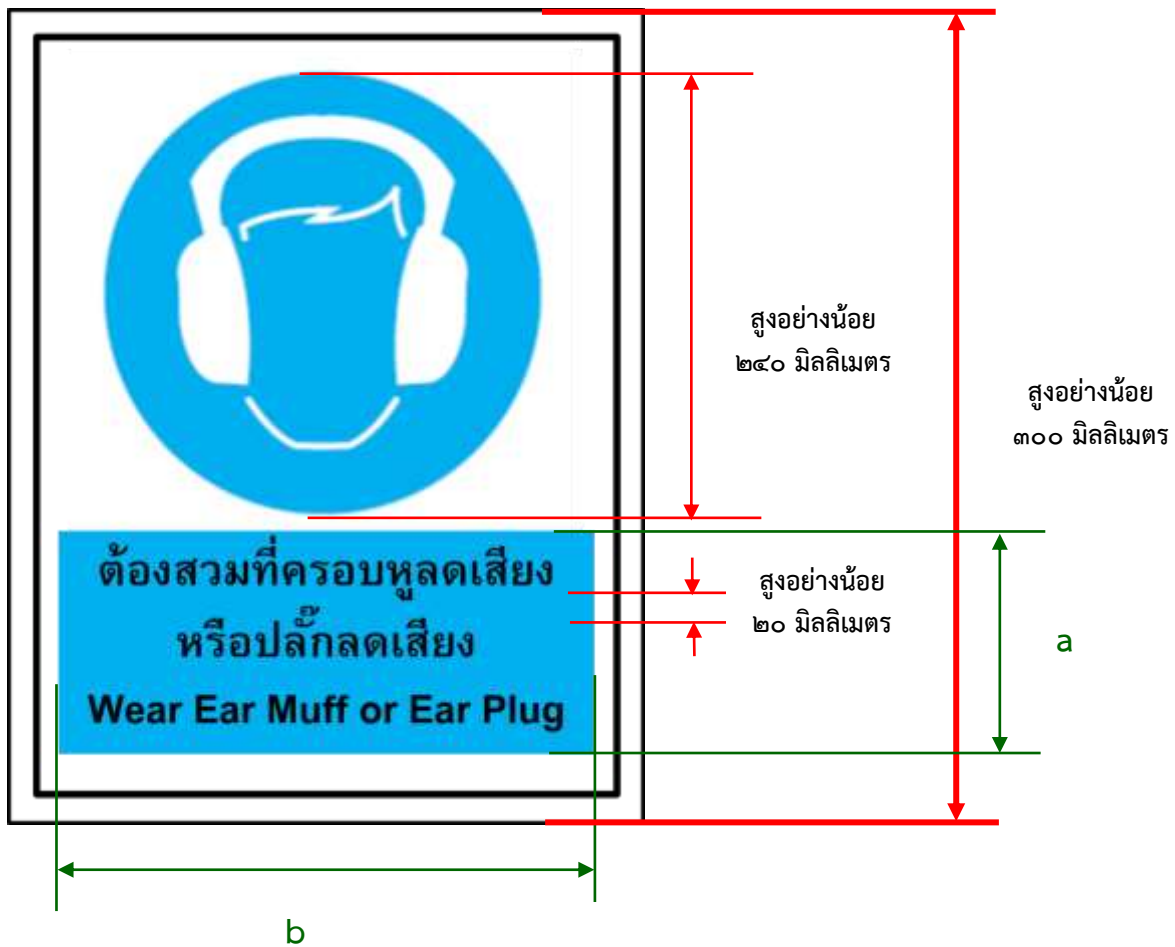 สูงอย่างน้อย
๒๔๐ มิลลิเมตร
สูงอย่างน้อย
๓๐๐ มิลลิเมตร
ต้องสวมที่ครอบหูลดเสียง
หรือปลั๊กลดเสียง
Wear Ear Muff or Ear Plug
สูงอย่างน้อย
๒๐ มิลลิเมตร
a
b